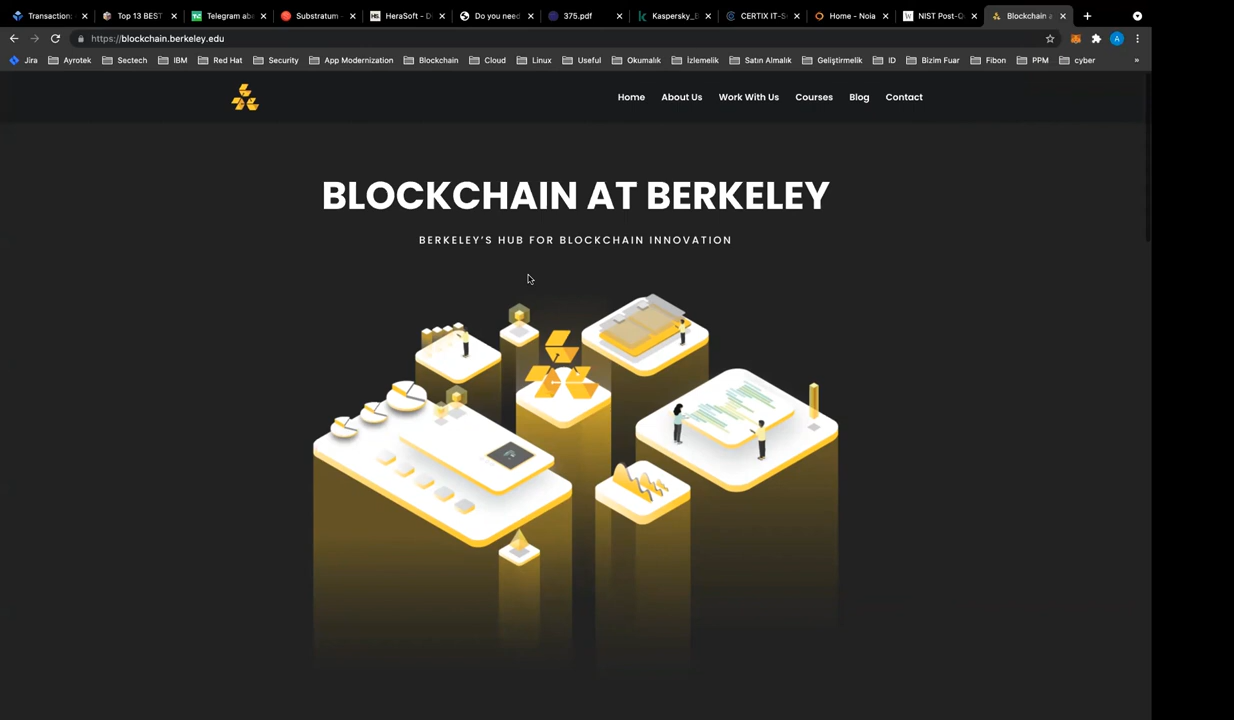 Transaction:
Top 13 BEST
Telegram aba
Substratum -
HeraSoft - D
Do you need
375.pdf
Kaspersky_E
CERTIX IT-S
Home - Noia
NIST Post-Q
Blockchain a
https://blockchain.berkeley.edu
A
Jira Ayrotek Sectech IBM Red Hat Security App Modernization Blockchain Cloud Linux Useful Okumalık İzlemelik Satın Almalık Geliştirmelik ID Bizim Fuar Fibon PPM cyber »
Home About Us Work With Us Courses Blog Contact
BLOCKCHAIN AT BERKELEY
BERKELEY'S HUB FOR BLOCKCHAIN INNOVATION